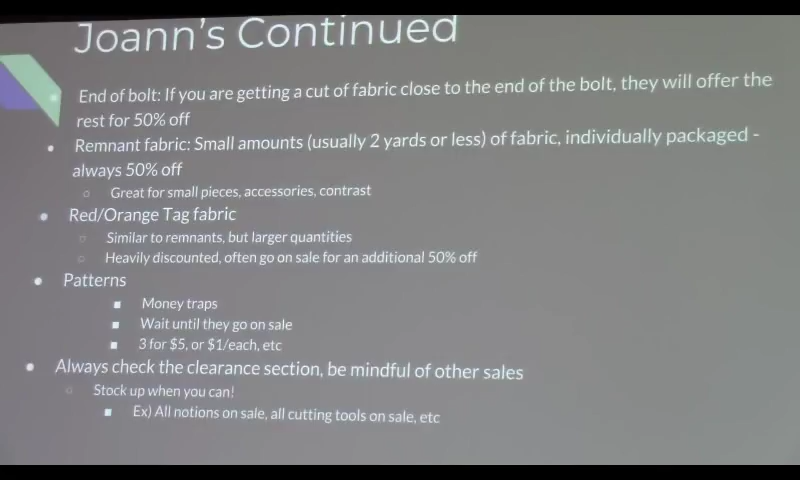 Joann's Continued
End of bolt: If you are getting a cut of fabric close to the end of the bolt, they will offer the
rest for 50% off
Remnant fabric: Small amounts (usually 2 yards or less) of fabric, individually packaged -
always 50% off
Great for small pieces, accessories, contrast
Red/Orange Tag fabric
Similar to remnants, but larger quantities
Heavily discounted, often go on sale for an additional 50% off
Patterns
Money traps
Wait until they go on sale
3 for $5, or $1/each, etc
Always check the clearance section, be mindful of other sales
Stock up when you can!
Ex) All notions on sale, all cutting tools on sale, etc